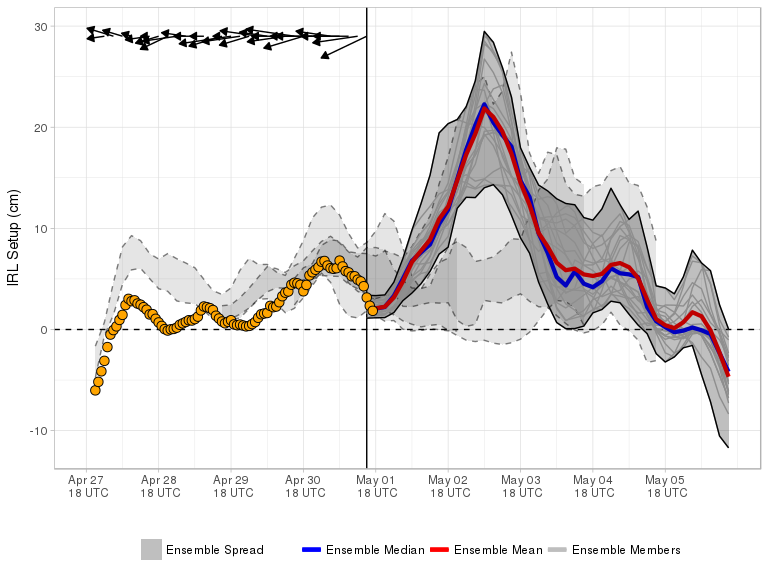 30
20
10
0
-10
IRL Setup (cm)
Apr 27 Apr 28 Apr 29 Apr 30 May 01 May 02 May 03 May 04 May 05
18 UTC 18 UTC 18 UTC 18 UTC 18 UTC 18 UTC 18 UTC 18 UTC 18 UTC
Ensemble Spread Ensemble Median Ensemble Mean Ensemble Members